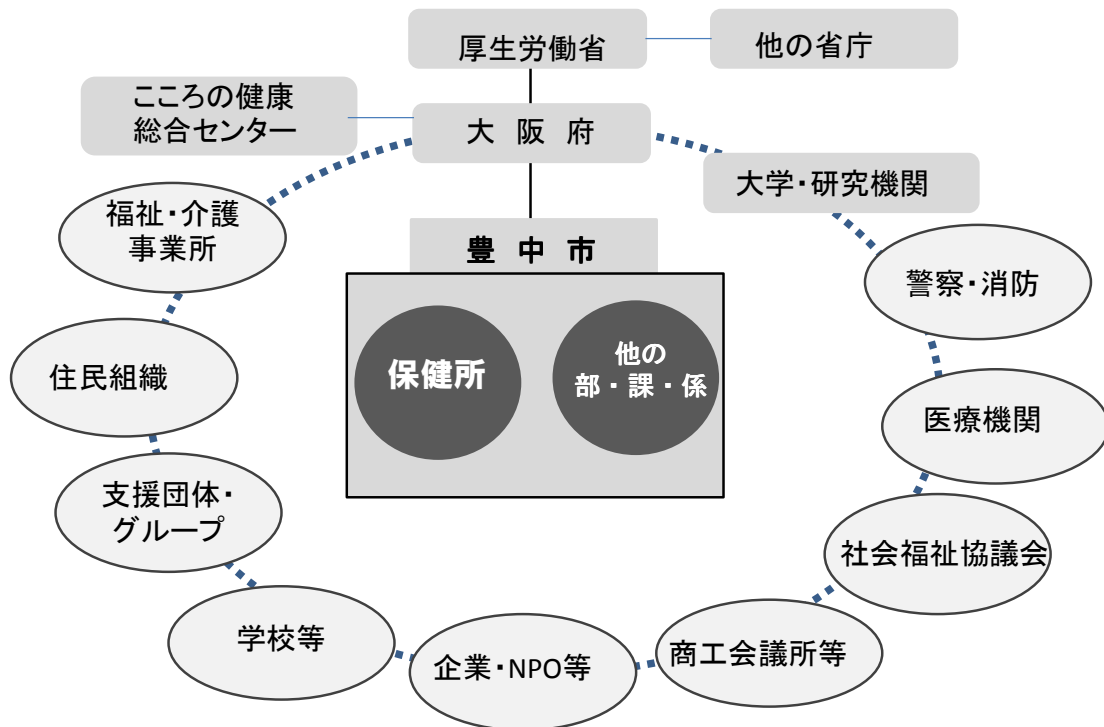 厚生労働省
他の省庁
こころの健康
総合センター
大 阪 府
大学・研究機関
福祉・介護
事業所
豊 中 市
警察・消防
保健所
他の
部・課・係
住民組織
医療機関
支援団体・
グループ
社会福祉協議会
学校等
企業・NPO等
商工会議所等